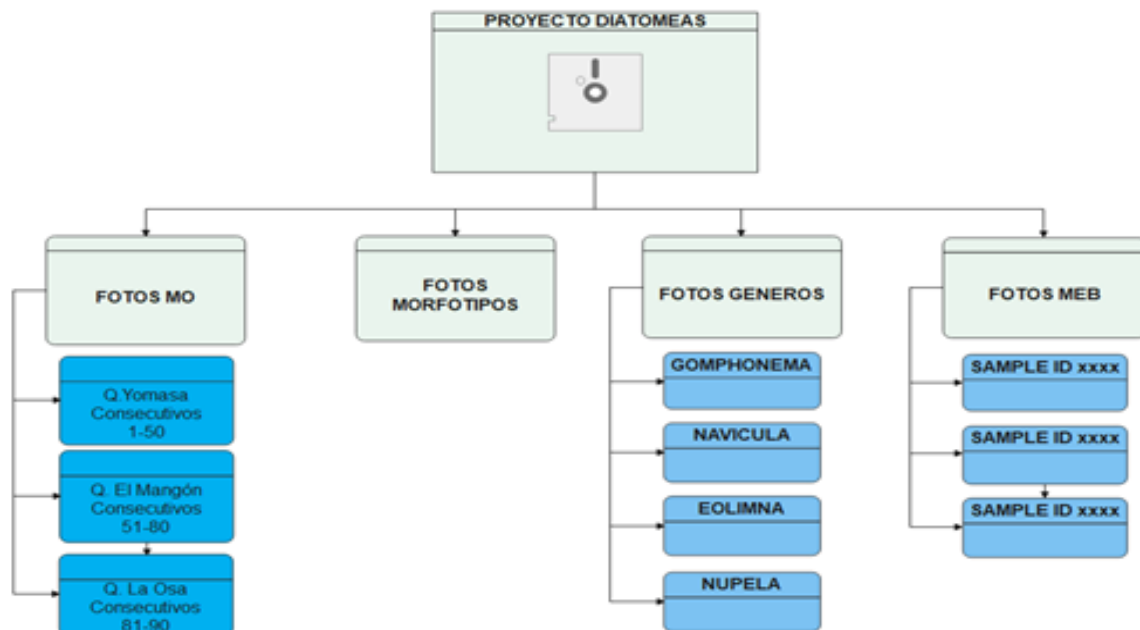 PROYECTO DIATOMEAS
FOTOS MO
FOTOS
MORFOTIPOS
FOTOS GENEROS
FOTOS MEB
Q.Yomasa
Consecutivos
1-50
Q. El Mangón
Consecutivos
51-80
Q. La Osa
Consecutivos
81-90
GOMPHONEMA
NAVICULA
EOLIMNA
NUPELA
SAMPLE ID xxxx
SAMPLE ID xxxx
SAMPLE ID xxxx